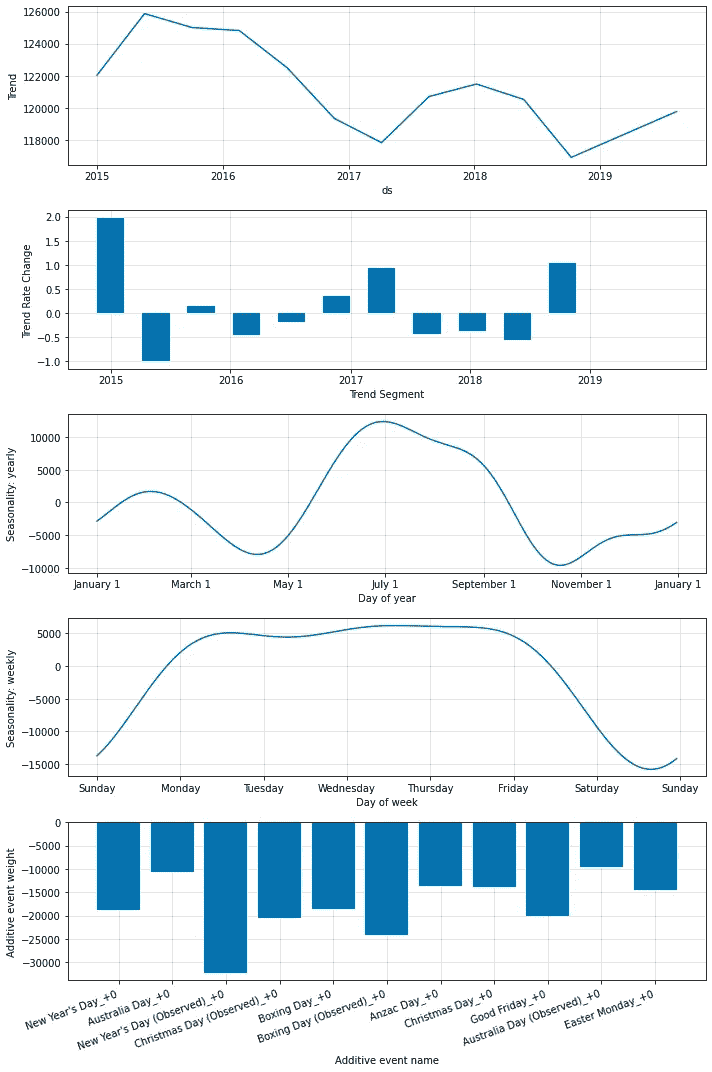 126000
124000
122000
120000
118000
Trend
2015 2016 2017 2018 2019
ds
2.0
1.5
1.0
0.5
0.0
−0.5
−1.0
Trend Rate Change
2015 2016 2017 2018 2019
Trend Segment
10000
5000
0
−5000
−10000
Seasonality: yearly
January 1 March 1 May 1 July 1 September 1 November 1 January 1
Day of year
5000
0
−5000
−10000
−15000
Seasonality: weekly
Sunday Monday Tuesday Wednesday Thursday Friday Saturday Sunday
Day of week
0
−5000
−10000
−15000
−20000
−25000
−30000
Additive event weight
New Year's Day_+0
Australia Day_+0
New Year's Day (Observed)_+0
Christmas Day (Observed)_+0
Boxing Day_+0
Boxing Day (Observed)_+0
Anzac Day_+0
Christmas Day_+0
Good Friday_+0
Australia Day (Observed)_+0
Easter Monday_+0
Additive event name